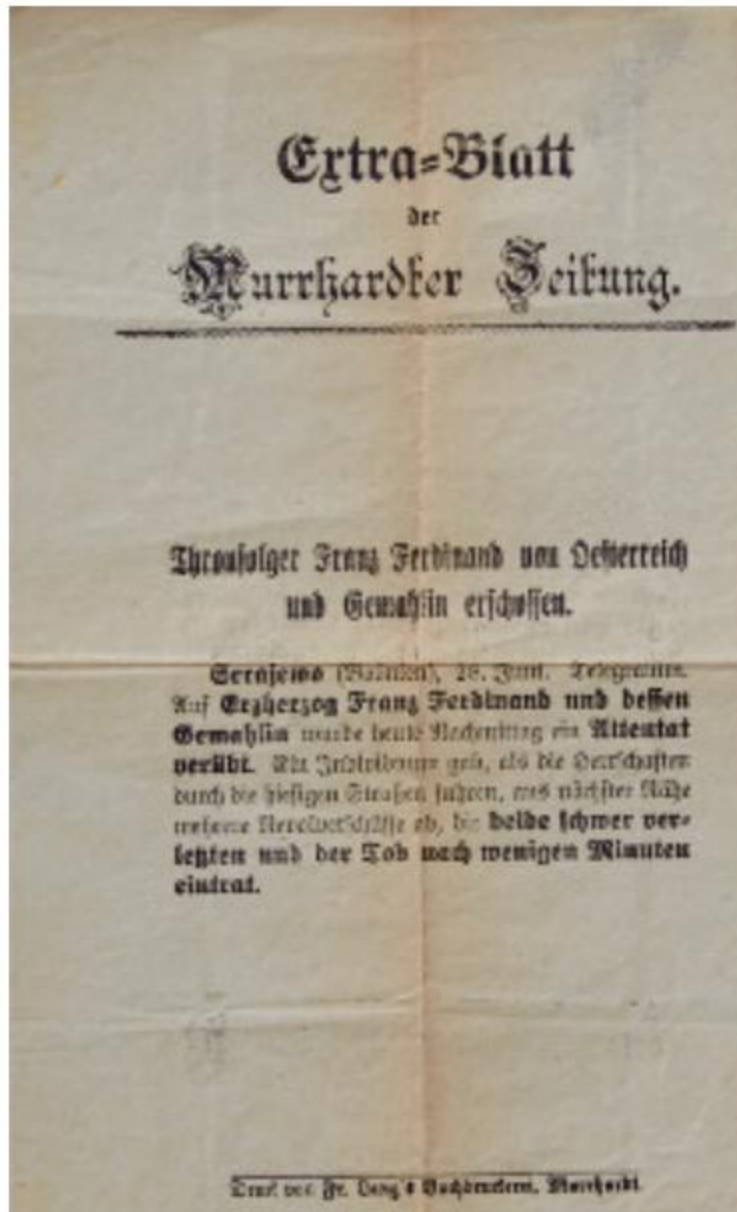 Extra=Blatt
der
Murrhardter Zeitung.
Thronfolger Franz Ferdinand von Oesterreich
und Gemahlin erschossen.
Serajewo (Bosnien), 28. Juni. Telegramm.
Auf Erzherzog Franz Ferdinand und dessen
Gemahlin wurde heute Nachmittag ein Attentat
verübt. Ein Individuum gab, als die Herrschaften
durch die hiesigen Straßen fuhren, aus nächster Nähe
mehrere Revolverschüsse ab, die beide schwer ver=
letzten und der Tod nach wenigen Minuten
eintrat.
Druck von Fr. Buchdruckerei, Murrhardt.